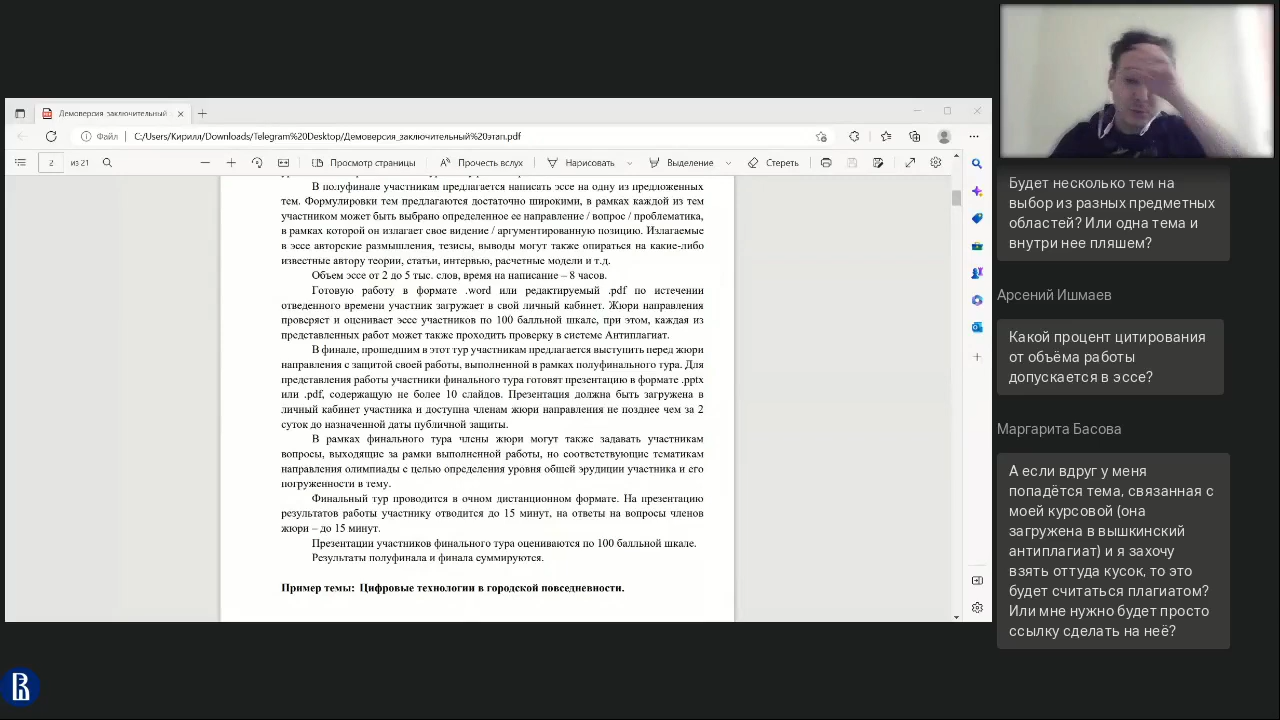 Демоверсия заключительный
Файл
C:/Users/Кирилл/Downloads/Telegram%20Desktop/Демоверсия_заключительный%20этап.pdf
2
из 21
Просмотр страницы
Прочесть вслух
Нарисовать
Выделение
Стереть
В полуфинале участникам предлагается написать эссе на одну из предложенных
тем. Формулировки тем предлагаются достаточно широкими, в рамках каждой из тем
участником может быть выбрано определенное ее направление / вопрос / проблематика,
в рамках которой он излагает свое видение / аргументированную позицию. Излагаемые
в эссе авторские размышления, тезисы, выводы могут также опираться на какие-либо
известные автору теории, статьи, интервью, расчетные модели и т.д.
Объем эссе от 2 до 5 тыс. слов, время на написание – 8 часов.
Готовую работу в формате .word или редактируемый .pdf по истечении
отведенного времени участник загружает в свой личный кабинет. Жюри направления
проверяет и оценивает эссе участников по 100 балльной шкале, при этом, каждая из
представленных работ может также проходить проверку в системе Антиплагиат.
В финале, прошедшим в этот тур участникам предлагается выступить перед жюри
направления с защитой своей работы, выполненной в рамках полуфинального тура. Для
представления работы участники финального тура готовят презентацию в формате .pptx
или .pdf, содержащую не более 10 слайдов. Презентация должна быть загружена в
личный кабинет участника и доступна членам жюри направления не позднее чем за 2
суток до назначенной даты публичной защиты.
В рамках финального тура члены жюри могут также задавать участникам
вопросы, выходящие за рамки выполненной работы, но соответствующие тематикам
направления олимпиады с целью определения уровня общей эрудиции участника и его
погруженности в тему.
Финальный тур проводится в очном дистанционном формате. На презентацию
результатов работы участнику отводится до 15 минут, на ответы на вопросы членов
жюри – до 15 минут.
Презентации участников финального тура оцениваются по 100 балльной шкале.
Результаты полуфинала и финала суммируются.
Пример темы: Цифровые технологии в городской повседневности.
Будет несколько тем на
выбор из разных предметных
областей? Или одна тема и
внутри нее пляшем?
Арсений Ишмаев
Какой процент цитирования
от объёма работы
допускается в эссе?
Маргарита Басова
А если вдруг у меня
попадётся тема, связанная с
моей курсовой (она
загружена в вышкинский
антиплагиат) и я захочу
взять оттуда кусок, то это
будет считаться плагиатом?
Или мне нужно будет просто
ссылку сделать на неё?